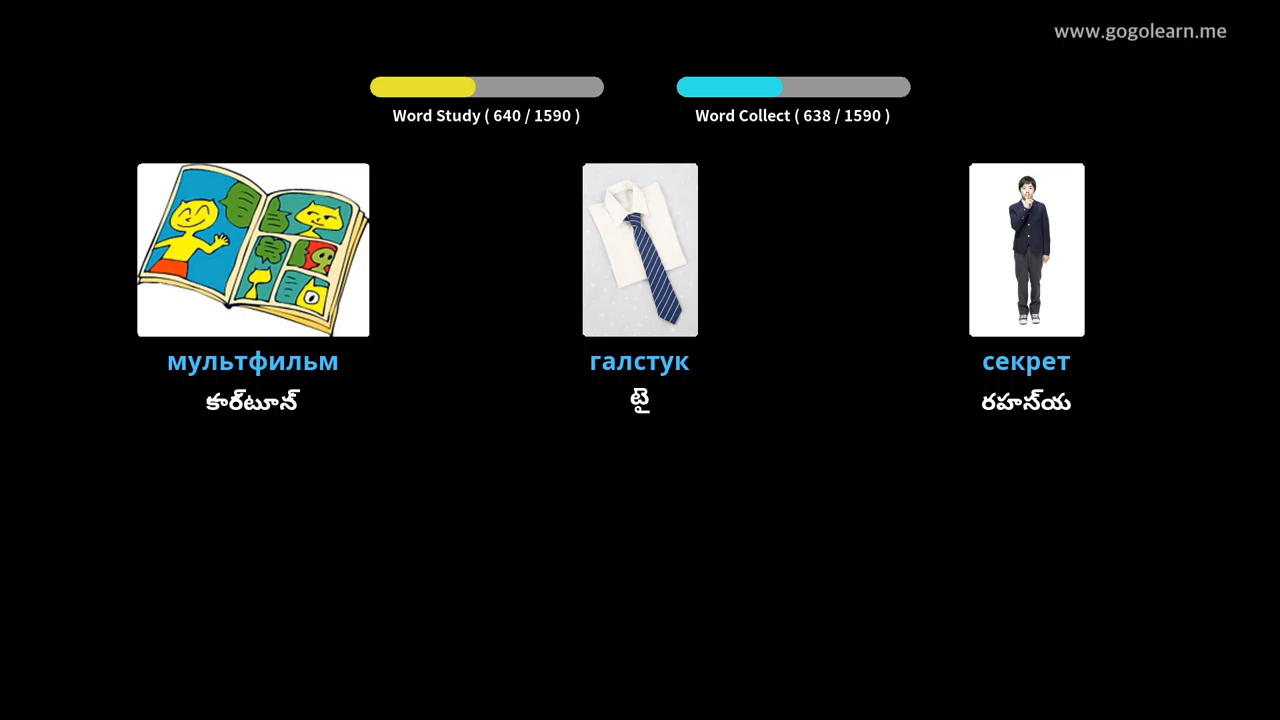 www.gogolearn.me
Word Study ( 640 / 1590 )
Word Collect ( 638 / 1590 )
мультфильм
галстук
секрет
కార్‌టూన్
టై
రహస్‌య